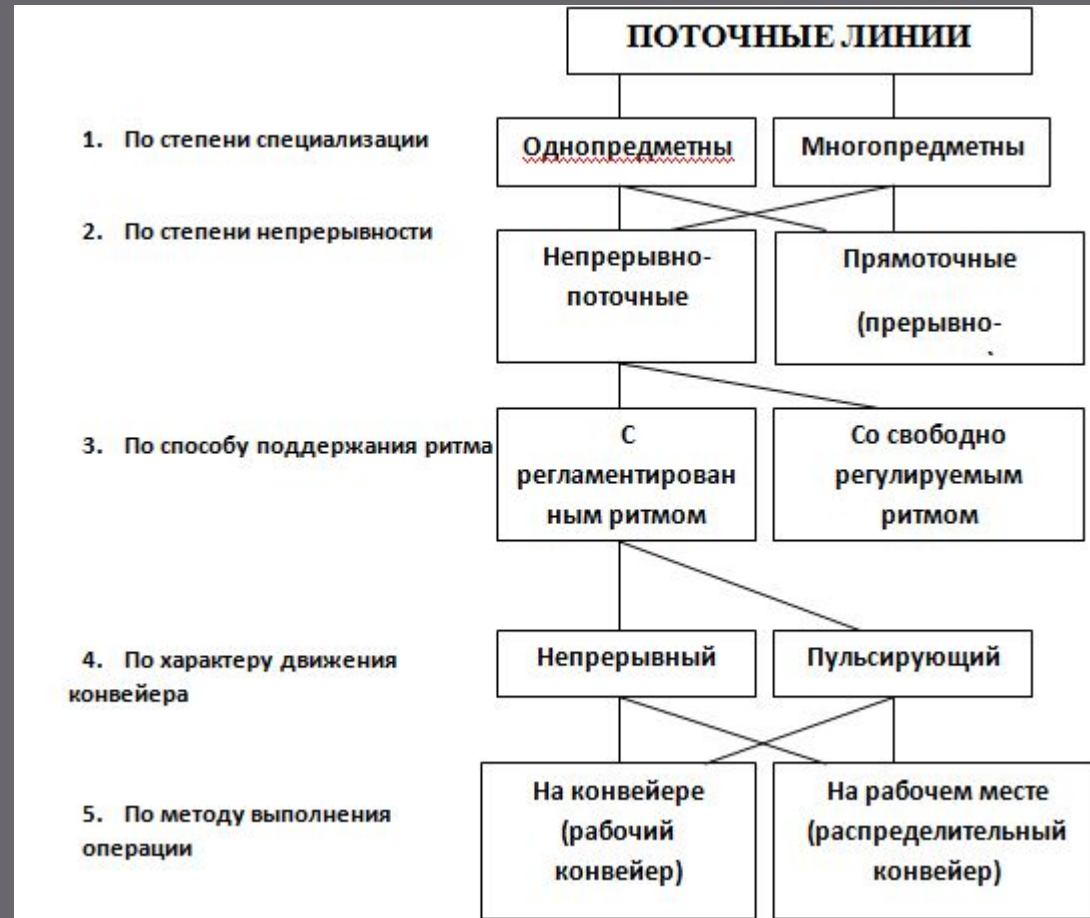 ПОТОЧНЫЕ ЛИНИИ
1. По степени специализации
Однопредметны
Многопредметны
2. По степени непрерывности
Непрерывно-
поточные
Прямоточные
(прерывно-
3. По способу поддержания ритма
С
регламентирован
ным ритмом
Со свободно
регулируемым
ритмом
4. По характеру движения
конвейера
Непрерывный
Пульсирующий
5. По методу выполнения
операции
На конвейере
(рабочий
конвейер)
На рабочем месте
(распределительный
конвейер)